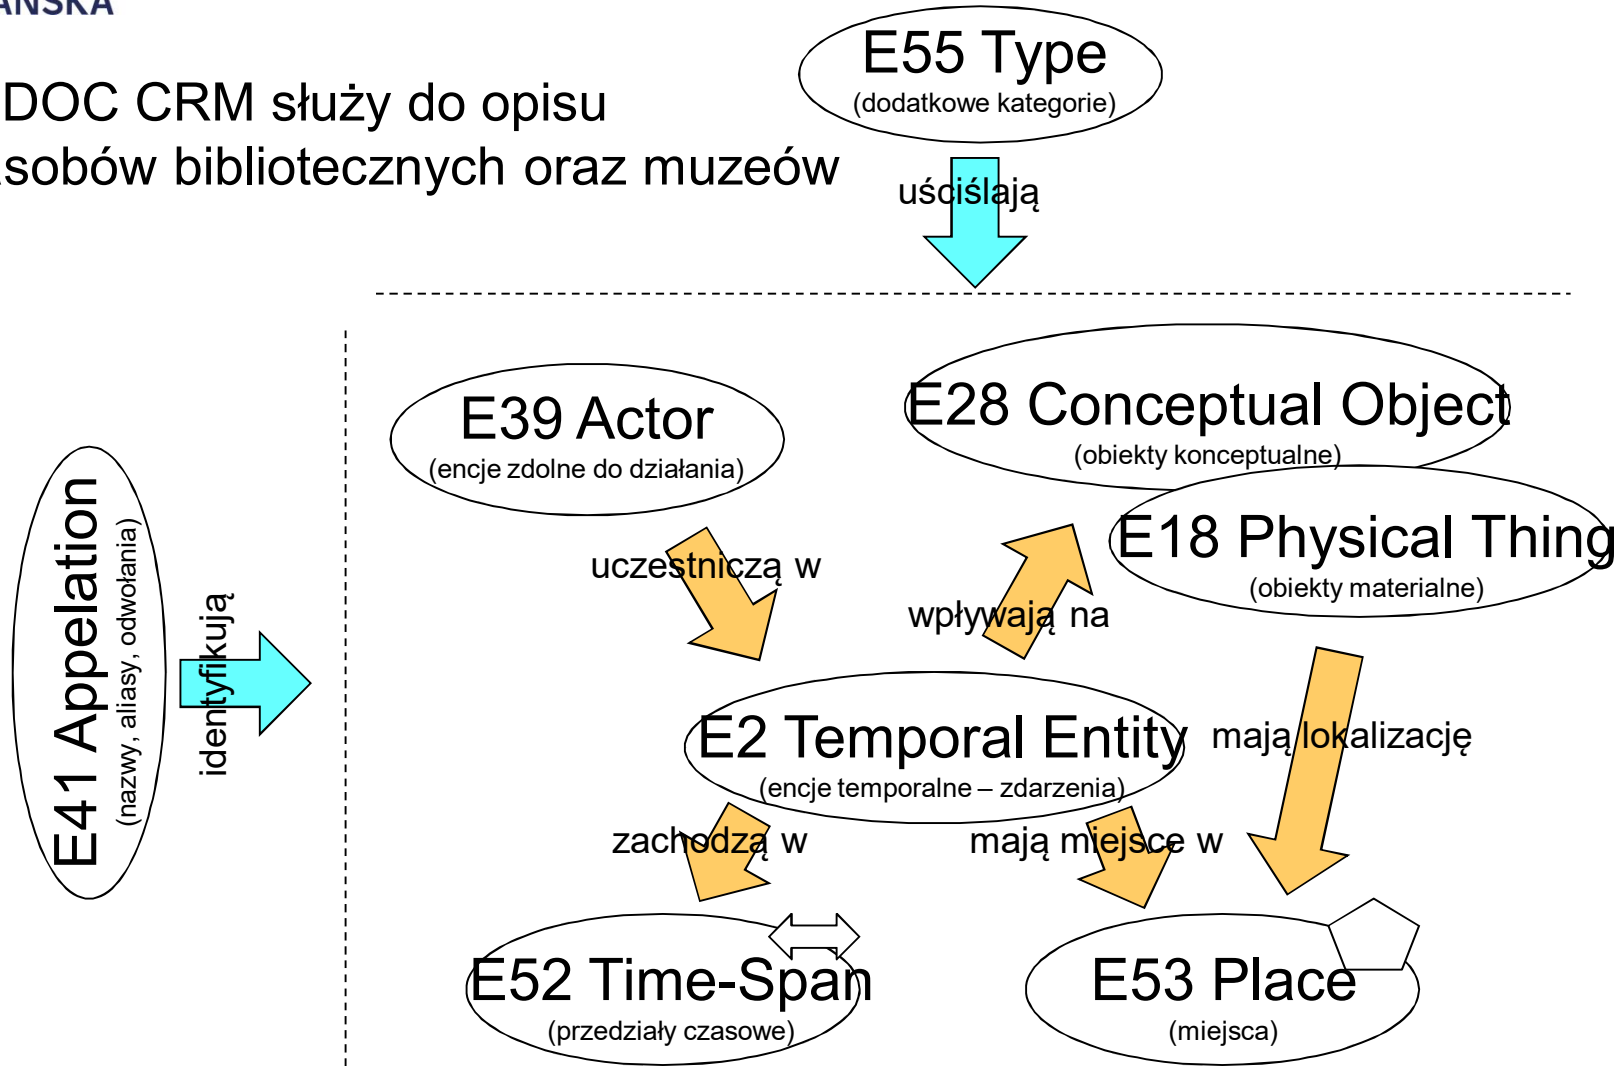 E55 Type
(dodatkowe kategorie)
DOC CRM służy do opisu
sobów bibliotecznych oraz muzeów
uściślają
E39 Actor
(encje zdolne do działania)
E28 Conceptual Object
(obiekty konceptualne)
E18 Physical Thing
(obiekty materialne)
E41 Appelation
(nazwy, aliasy, odwołania)
identyfikują
uczestniczą w
wpływają na
E2 Temporal Entity
(encje temporalne – zdarzenia)
mają lokalizację
zachodzą w
mają miejsce w
E52 Time-Span
(przedziały czasowe)
E53 Place
(miejsca)